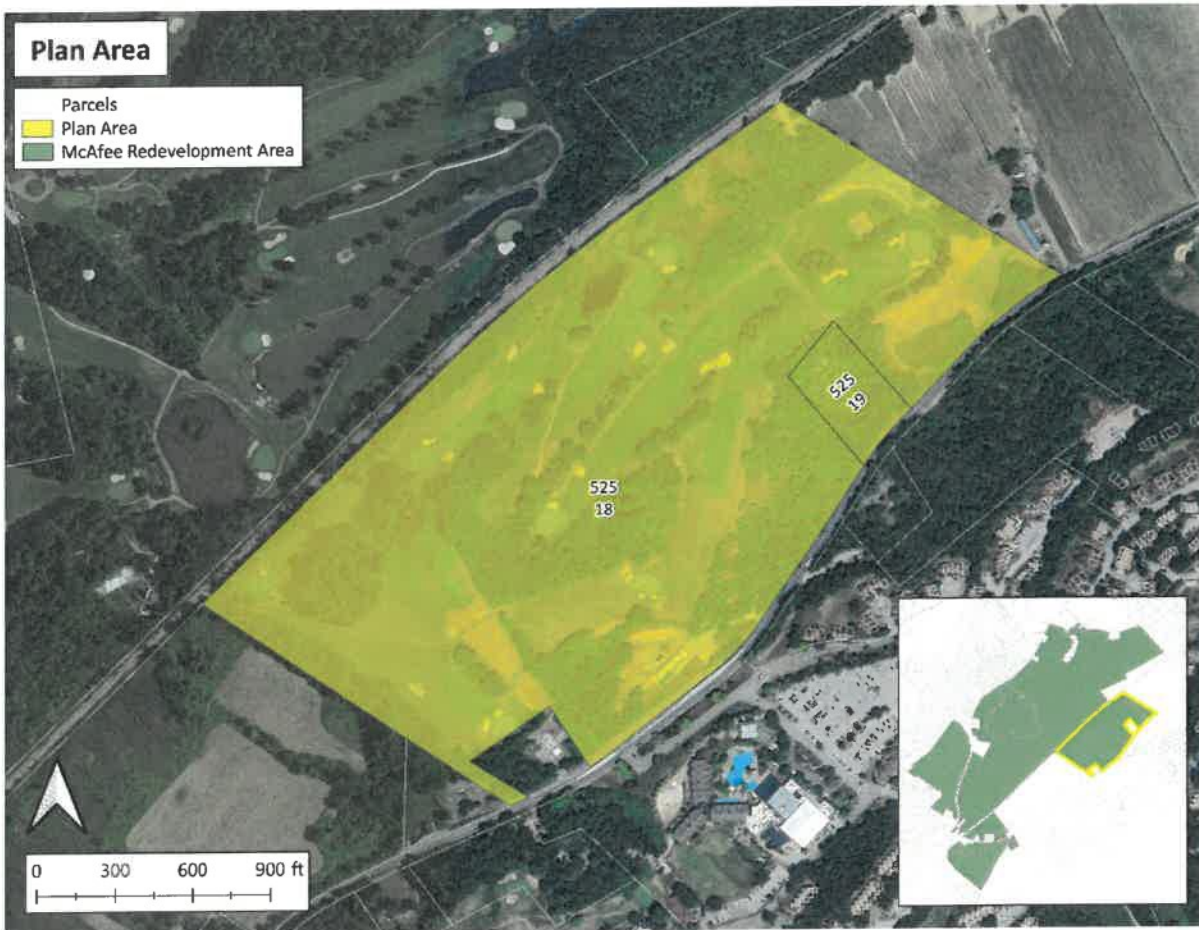 Plan Area
Parcels
Plan Area
McAfee Redevelopment Area
525
19
525
18
0 300 600 900 ft